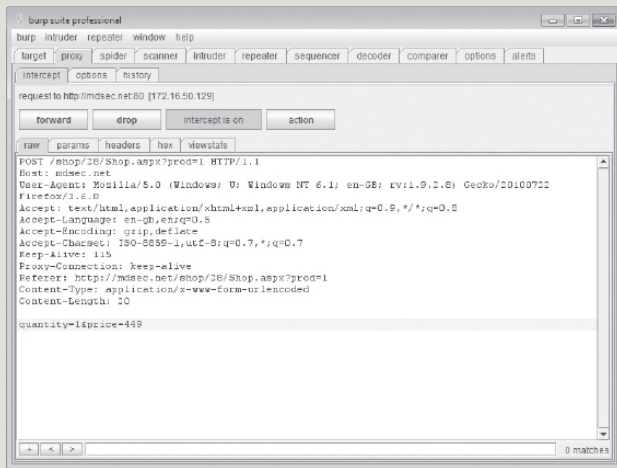 burp suite professional
burp intruder repeater window help
target proxy spider scanner intruder repeater sequencer decoder comparer options alerts
intercept options history
request to http://mdsec.net:80 [172.16.50.129]
forward drop intercept is on action
raw params headers hex viewstate
POST /shop/28/Shop.aspx?prod=1 HTTP/1.1
Host: mdsec.net
User-Agent: Mozilla/5.0 (Windows; U; Windows NT 6.1; en-GB; rv:1.9.2.8) Gecko/20100722
Firefox/3.6.8
Accept: text/html,application/xhtml+xml,application/xml;q=0.9,*/*;q=0.8
Accept-Language: en-gb,en;q=0.5
Accept-Encoding: gzip,deflate
Accept-Charset: ISO-8859-1,utf-8;q=0.7,*;q=0.7
Keep-Alive: 115
Proxy-Connection: keep-alive
Referer: http://mdsec.net/shop/28/Shop.aspx?prod=1
Content-Type: application/x-www-form-urlencoded
Content-Length: 20
quantity=1&price=449
+ < > 0 matches